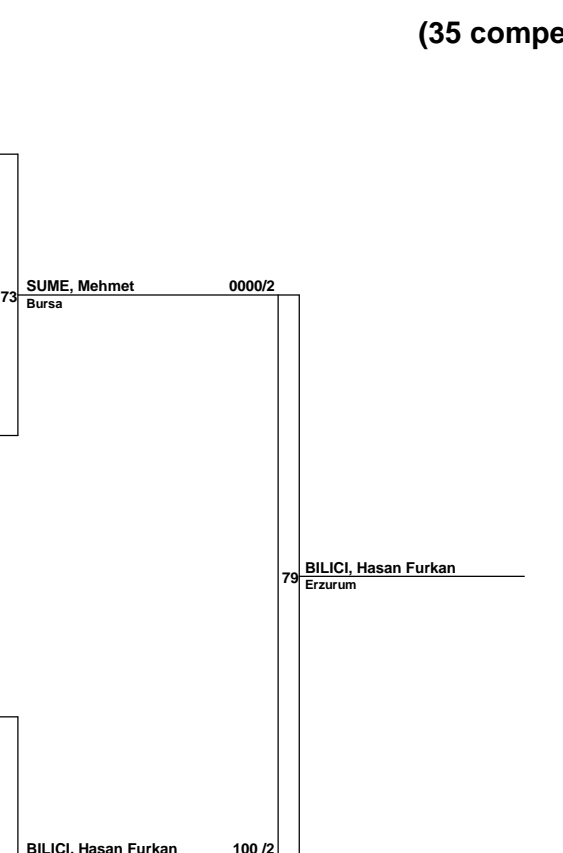 (35 compe
SUME, Mehmet 0000/2
73
Bursa
BILICI, Hasan Furkan
79
Erzurum
BILICI, Hasan Furkan 100 /2